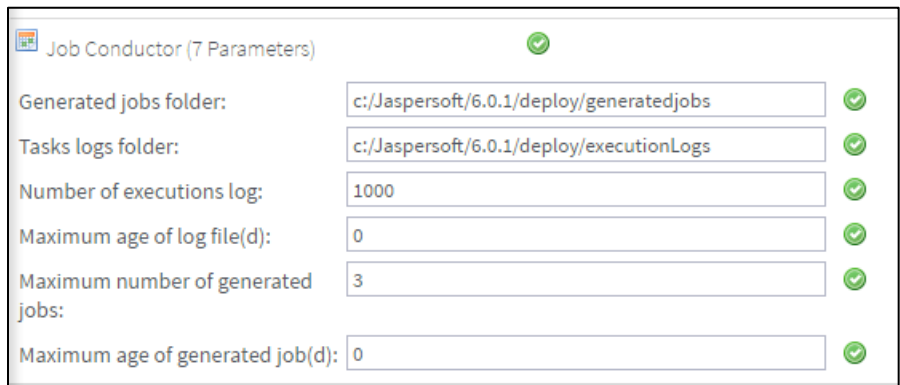 Job Conductor (7 Parameters)
Generated jobs folder: c:/Jaspersoft/6.0.1/deploy/generatedjobs
Tasks logs folder: c:/Jaspersoft/6.0.1/deploy/executionLogs
Number of executions log: 1000
Maximum age of log file(d): 0
Maximum number of generated 3
jobs:
Maximum age of generated job(d): 0